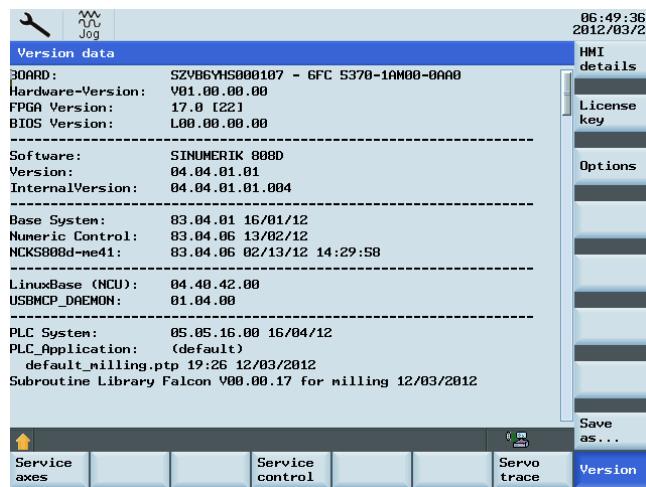 Jog
06:49:36
2012/03/2
Version data
BOARD: SZVB6YHS000107 - 6FC 5370-1AM00-0AA0
Hardware-Version: V01.00.00.00
FPGA Version: 17.0 [22]
BIOS Version: L00.00.00.00
Software: SINUMERIK 808D
Version: 04.04.01.01
InternalVersion: 04.04.01.01.004
Base System: 83.04.01 16/01/12
Numeric Control: 83.04.06 13/02/12
NCKS808d-me41: 83.04.06 02/13/12 14:29:58
LinuxBase (NCU): 04.40.42.00
USBMCP_DAEMON: 01.04.00
PLC System: 05.05.16.00 16/04/12
PLC_Application: (default)
default_milling.ptp 19:26 12/03/2012
Subroutine Library Falcon V00.00.17 for milling 12/03/2012
HMI
details
License
key
Options
Save
as...
Version
Service
axes
Service
control
Servo
trace